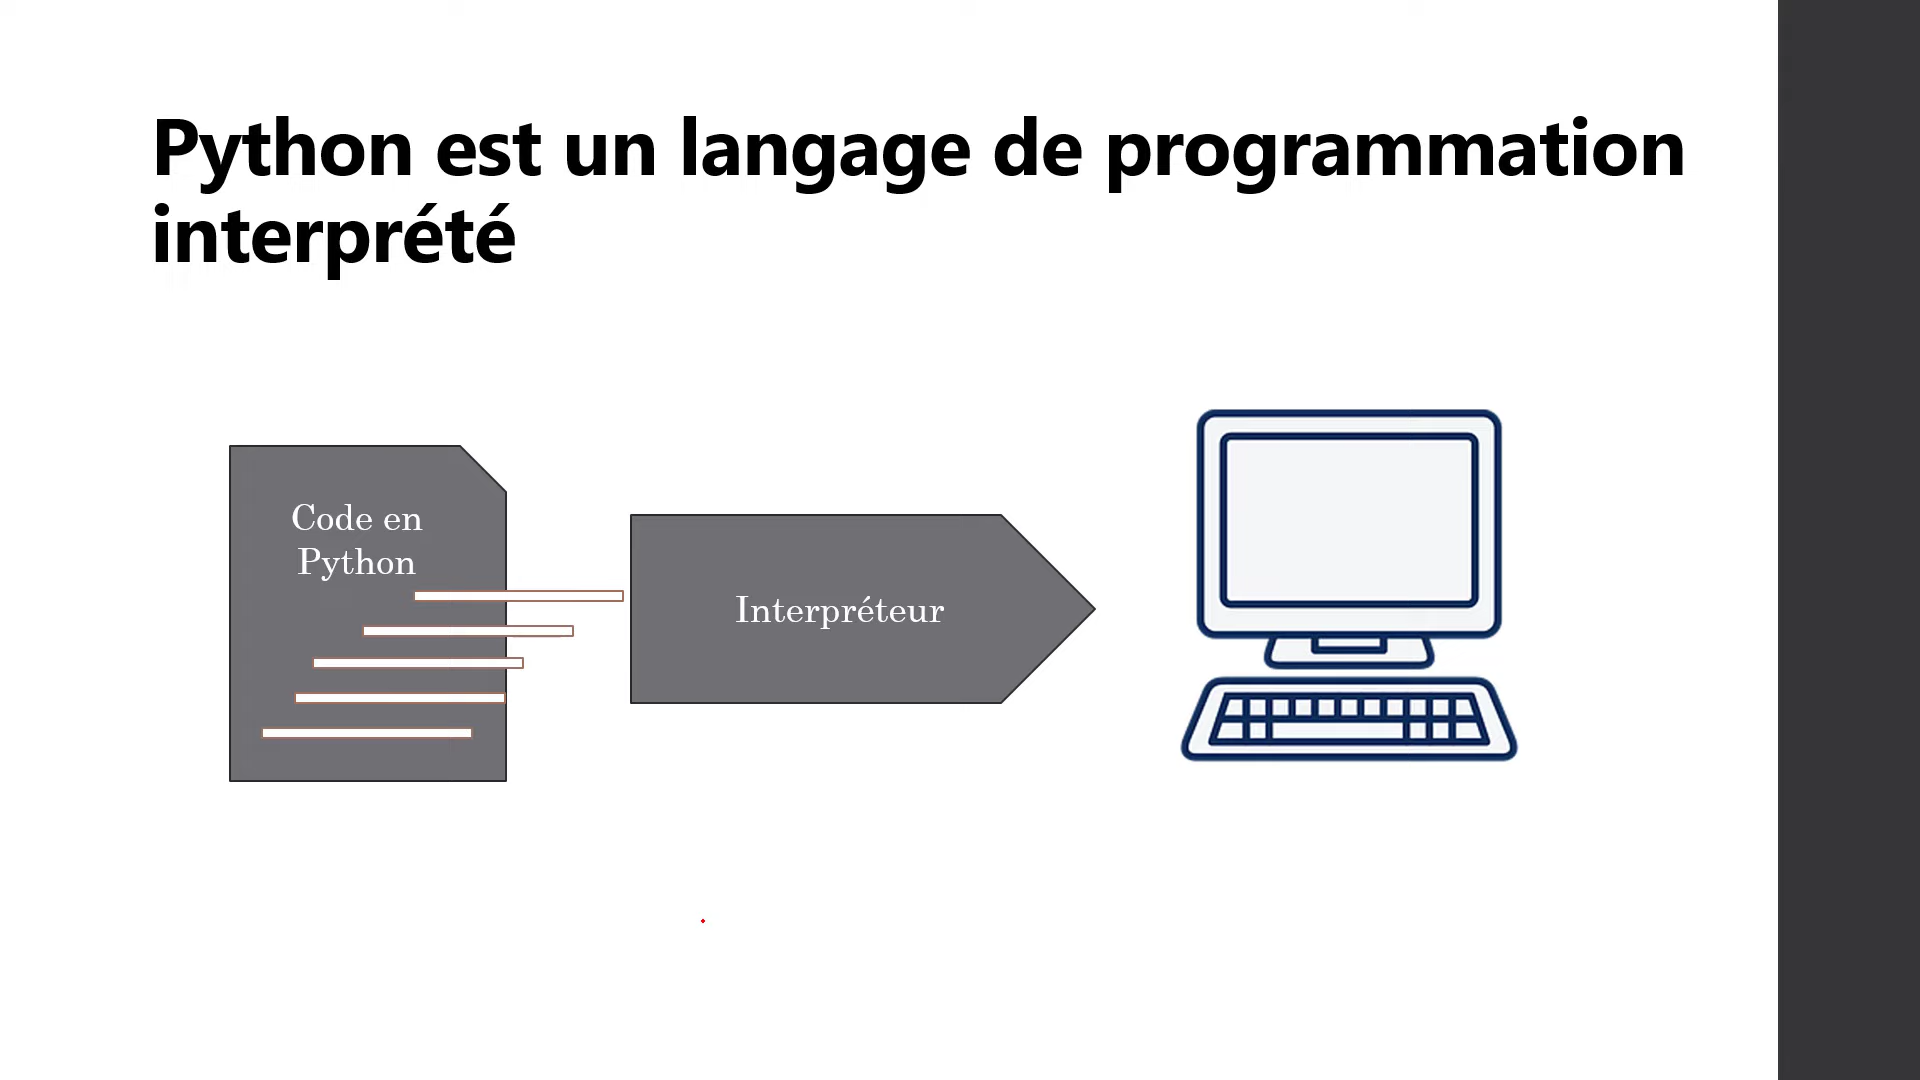 Python est un langage de programmation
interprété
Code en
Python
Interpréteur